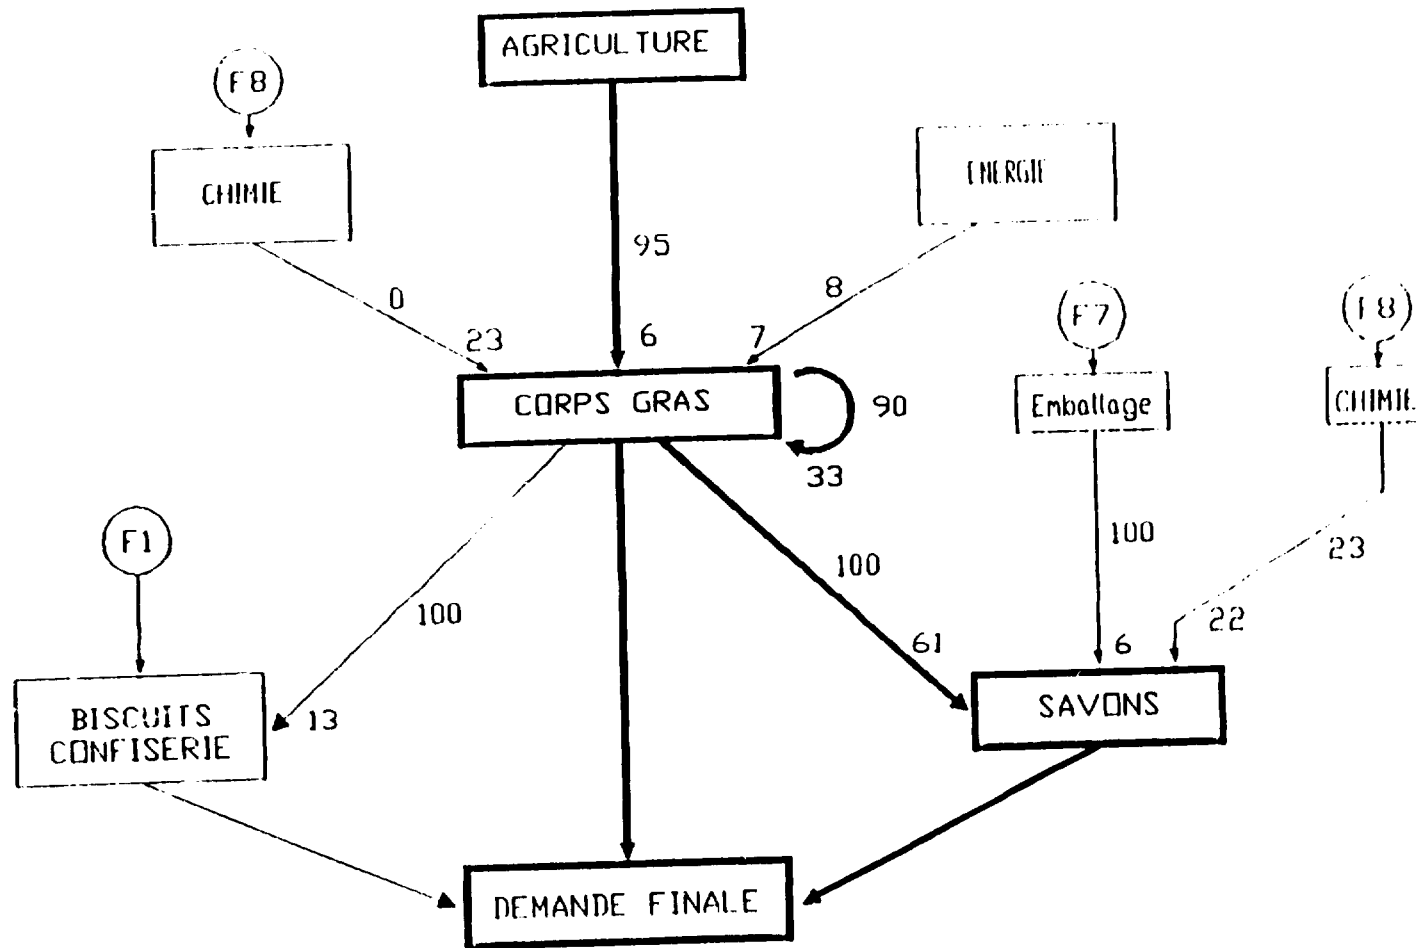 AGRICULTURE
F8
CHIMIE
ENERGIE
95
0
8
23
6
7
F7
F8
CORPS GRAS
90
Emballage
CHIMIE
33
F1
100
100
23
100
61
6
22
BISCUITS
CONFISERIE
13
SAVONS
DEMANDE FINALE